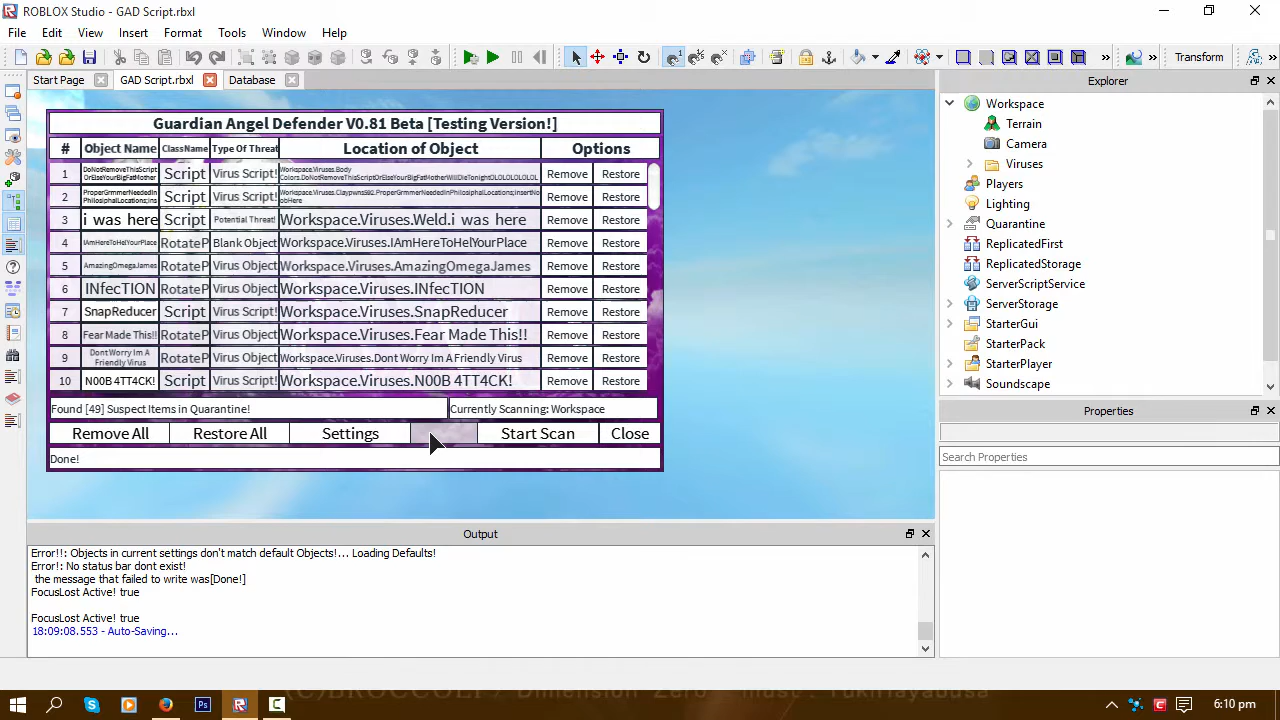 ROBLOX Studio - GAD Script.rbxl
File Edit View Insert Format Tools Window Help
Transform
Start Page
GAD Script.rbxl
Database
Guardian Angel Defender V0.81 Beta [Testing Version!]
# Object Name ClassName Type Of Threat Location of Object Options
1 DoNotRemoveThisScript OrElseYourBigFatMother Script Virus Script! Workspace.Viruses.Body Colors.DoNotRemoveThisScriptOrElseYourBigFatMotherWillDieTonightOLOLOLOLOLOL Remove Restore
2 Script Virus Script! Remove Restore
3 i was here Script Potential Threat! Workspace.Viruses.Weld.i was here Remove Restore
4 IAmHereToHelYourPlace RotateP Blank Object Workspace.Viruses.IAmHereToHelYourPlace Remove Restore
5 AmazingOmegaJames RotateP Virus Object Workspace.Viruses.AmazingOmegaJames Remove Restore
6 INfecTION RotateP Virus Object Workspace.Viruses.INfecTION Remove Restore
7 SnapReducer Script Virus Script! Workspace.Viruses.SnapReducer Remove Restore
8 Fear Made This!! RotateP Virus Object Workspace.Viruses.Fear Made This!! Remove Restore
9 Dont Worry Im A Friendly Virus RotateP Virus Object Workspace.Viruses.Dont Worry Im A Friendly Virus Remove Restore
10 N00B 4TT4CK! Script Virus Script! Workspace.Viruses.N00B 4TT4CK! Remove Restore
Found [49] Suspect Items in Quarantine!
Currently Scanning: Workspace
Remove All Restore All Settings Start Scan Close
Done!
Explorer
Workspace
Terrain
Camera
Viruses
Players
Lighting
Quarantine
ReplicatedFirst
ReplicatedStorage
ServerScriptService
ServerStorage
StarterGui
StarterPack
StarterPlayer
Soundscape
Properties
Search Properties
Output
Error!!: Objects in current settings don't match default Objects!... Loading Defaults!
Error!: No status bar dont exist!
the message that failed to write was[Done!]
FocusLost Active! true
FocusLost Active! true
18:09:08.553 - Auto-Saving...
6:10 pm